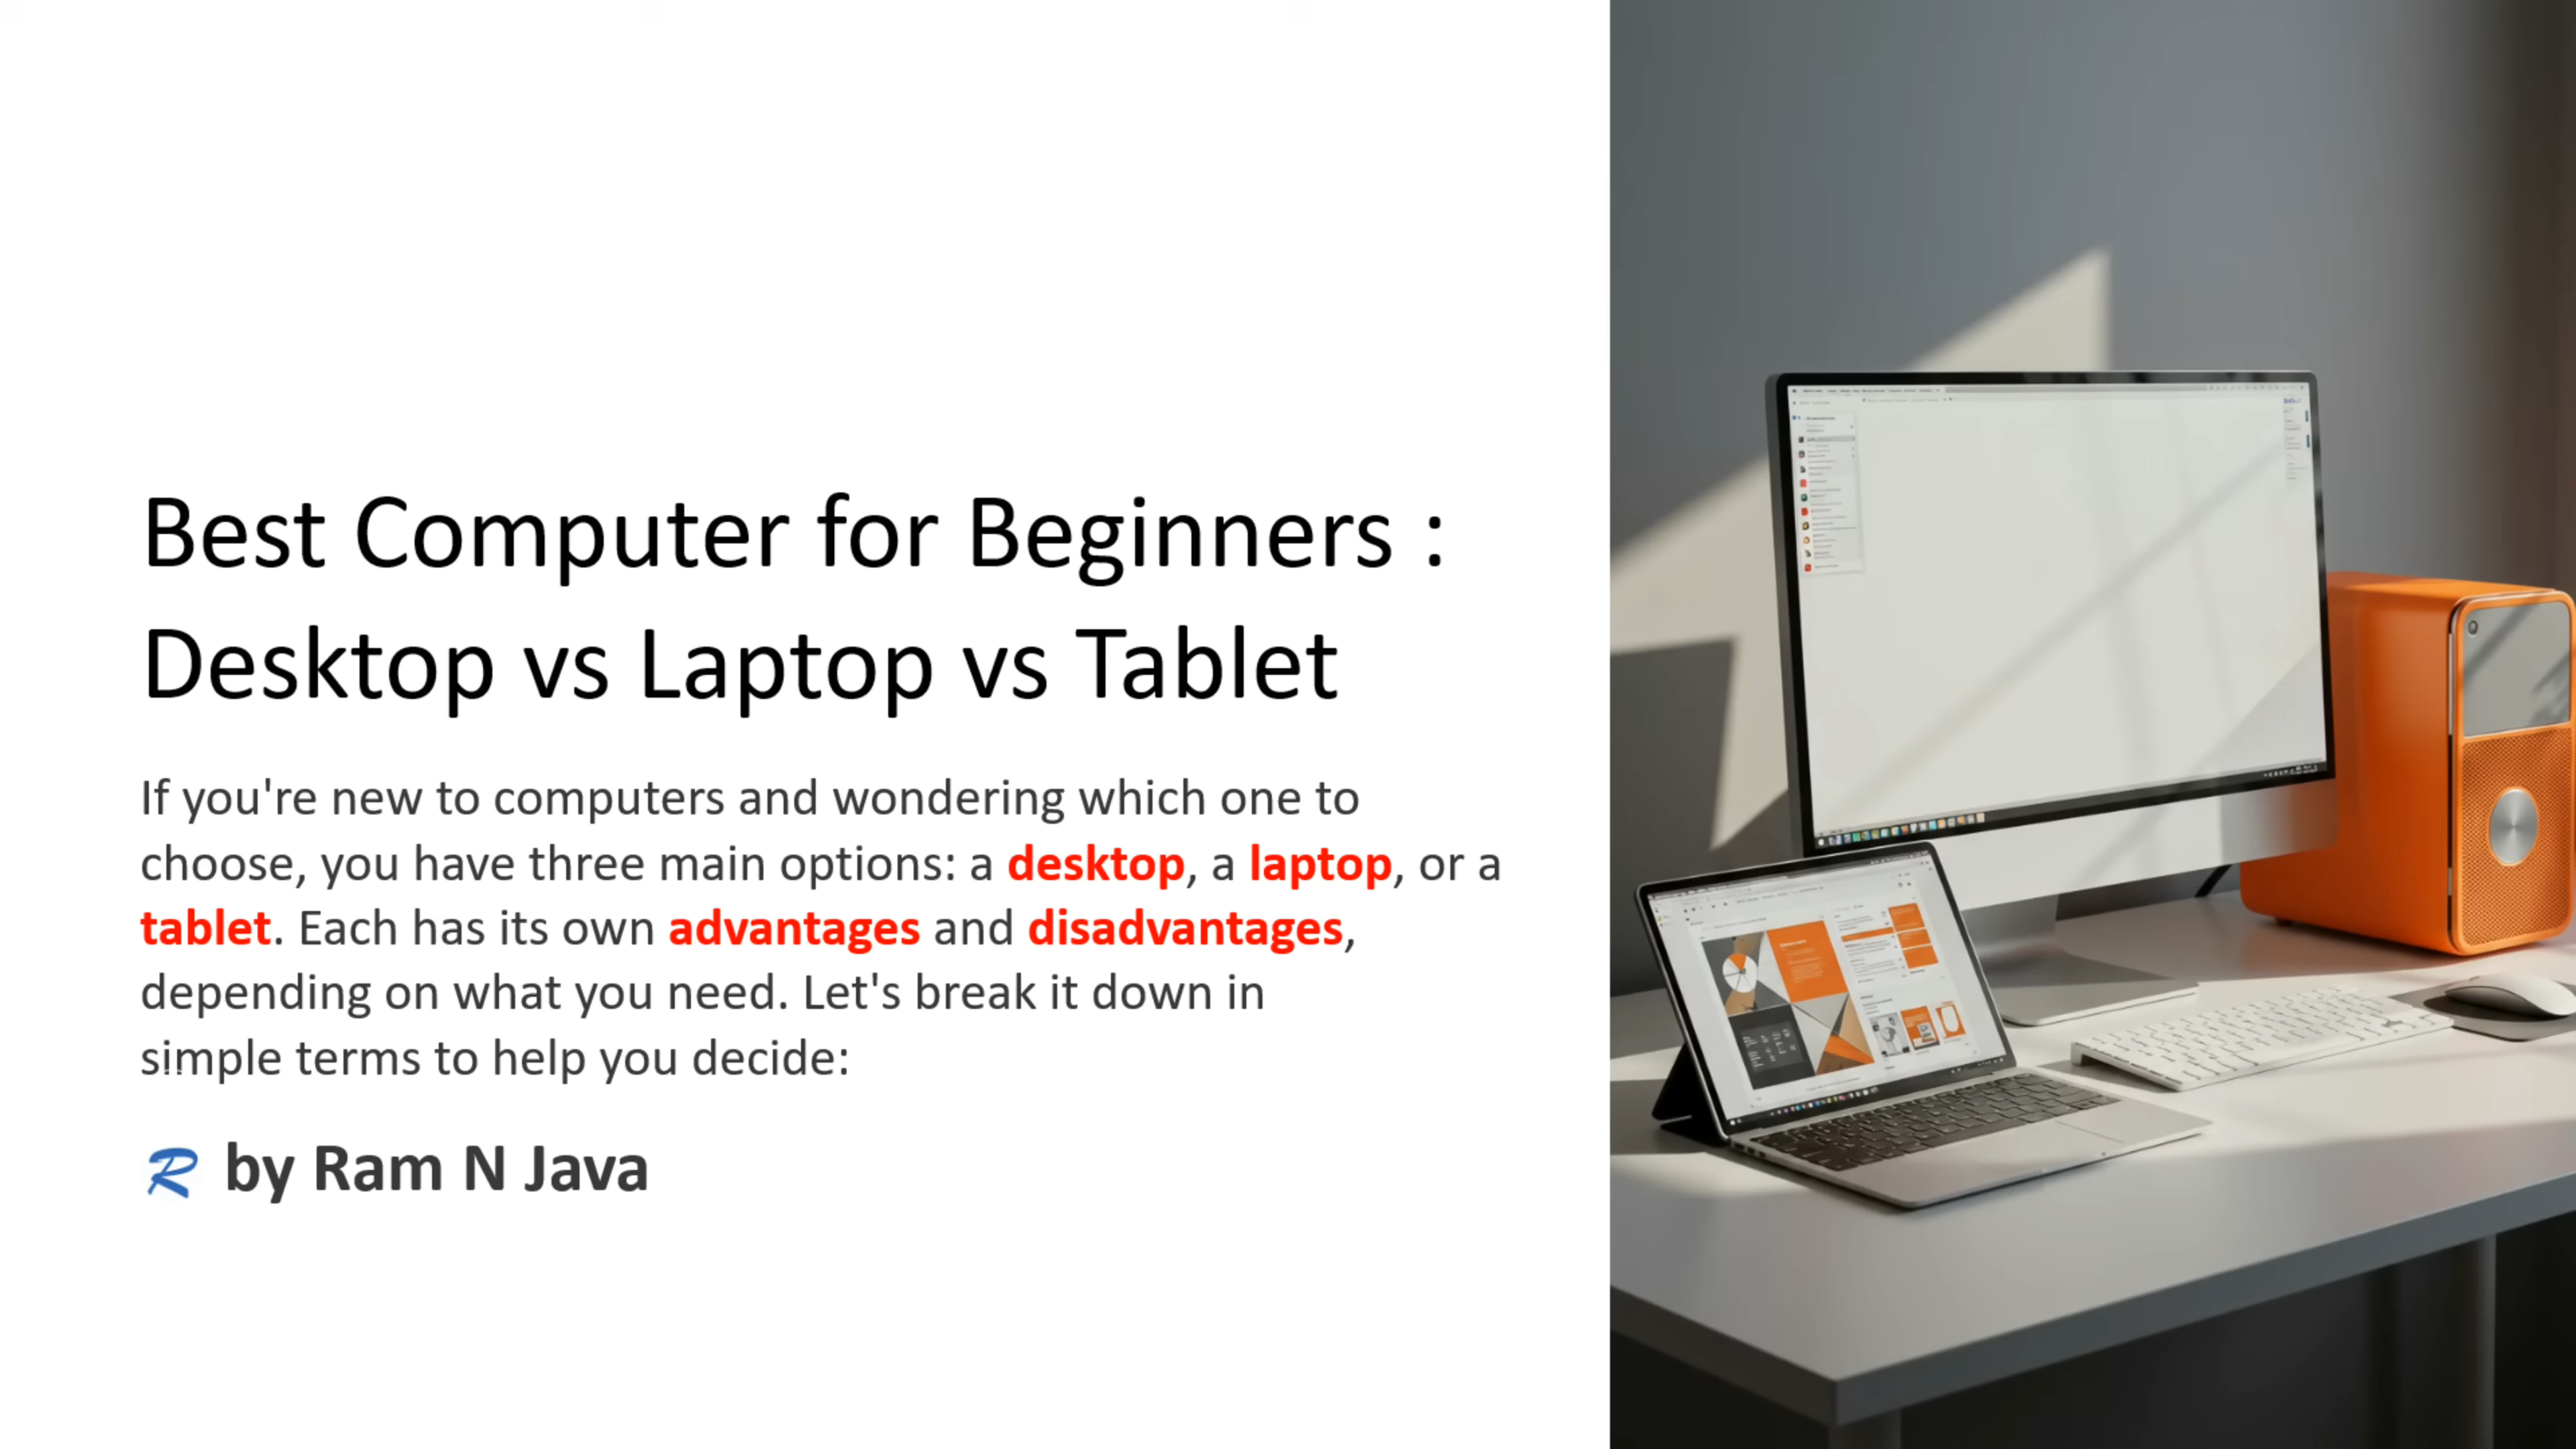 Best Computer for Beginners :
Desktop vs Laptop vs Tablet
If you're new to computers and wondering which one to
choose, you have three main options: a desktop, a laptop, or a
tablet. Each has its own advantages and disadvantages,
depending on what you need. Let's break it down in
simple terms to help you decide:
R by Ram N Java